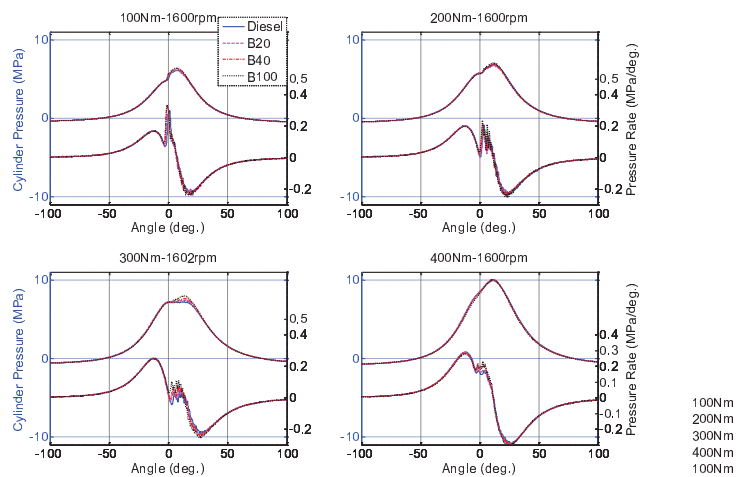 100Nm-1600rpm
Diesel
B20
B40
B100
10
0
-10
Cylinder Pressure (MPa)
0,5
0.4
0.2
0
-0.2
-100
-50
0
50
100
Angle (deg.)
200Nm-1600rpm
10
0
-10
0,5
0.4
0.2
0
-0.2
Pressure Rate (MPa/deg.)
-100
-50
0
50
100
Angle (deg.)
300Nm-1602rpm
10
0
-10
Cylinder Pressure (MPa)
0,5
0.4
0.2
0
-0.2
-100
-50
0
50
100
Angle (deg.)
400Nm-1600rpm
10
0
-10
0.4
0.3
0.2
0.1
0
-0.1
-0.2
Pressure Rate (MPa/deg.)
-100
-50
0
50
100
Angle (deg.)
100Nm
200Nm
300Nm
400Nm
100Nm